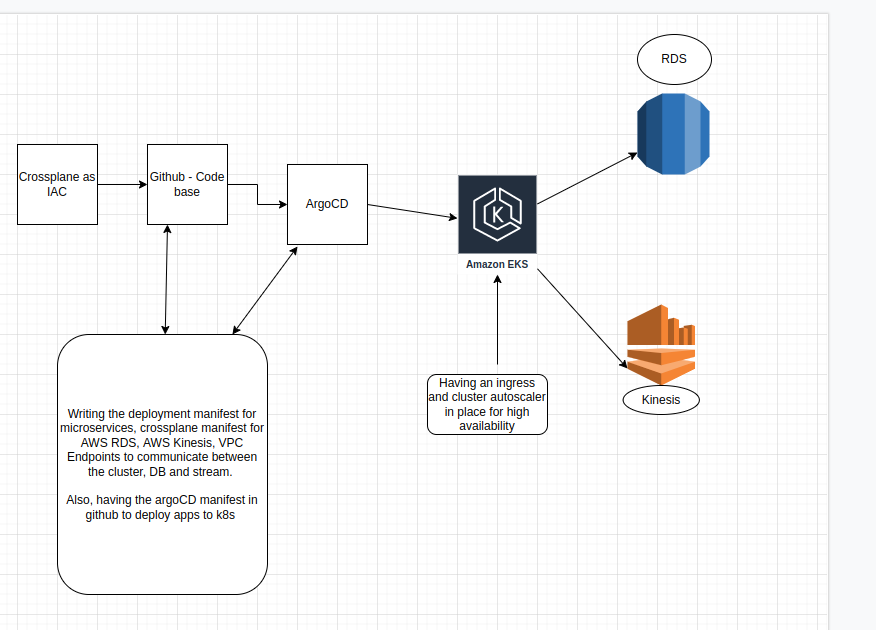 RDS
Crossplane as
IAC
Github - Code
base
ArgoCD
K
Amazon EKS
Having an ingress
and cluster autoscaler
in place for high
availability
Kinesis
Writing the deployment manifest for
microservices, crossplane manifest for
AWS RDS, AWS Kinesis, VPC
Endpoints to communicate between
the cluster, DB and stream.
Also, having the argoCD manifest in
github to deploy apps to k8s